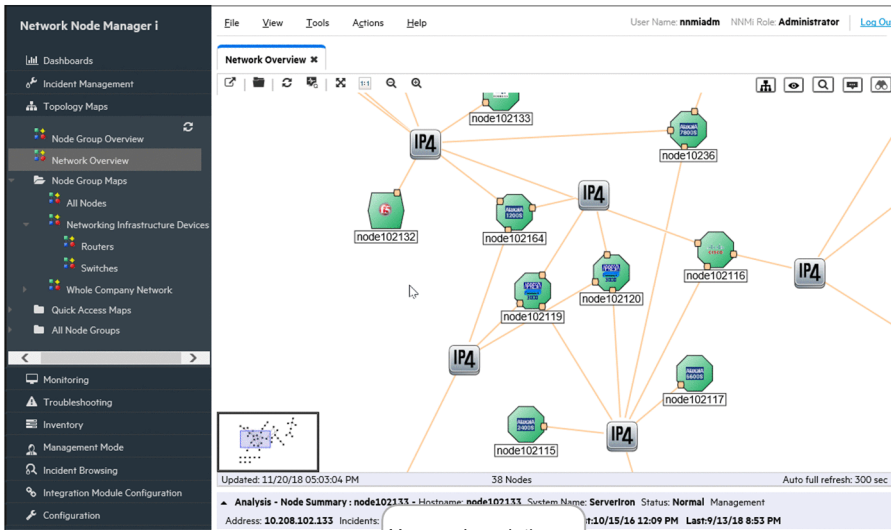 Network Node Manager i
File View Tools Actions Help
User Name: nnmiadm NNMi Role: Administrator Log Ou
Dashboards
Incident Management
Topology Maps
Node Group Overview
Network Overview
Node Group Maps
All Nodes
Networking Infrastructure Devices
Routers
Switches
Whole Company Network
Quick Access Maps
All Node Groups
Monitoring
Troubleshooting
Inventory
Management Mode
Incident Browsing
Integration Module Configuration
Configuration
Network Overview
1:1
node102133
IP4
7800S
node10236
IP4
node102132
1200S
node102164
node102116
IP4
node102120
node102119
IP4
6600S
node102117
2400S
node102115
IP4
Updated: 11/20/18 05:03:04 PM 38 Nodes Auto full refresh: 300 sec
Analysis - Node Summary : node102133 - Hostname: node102133 System Name: ServerIron Status: Normal Management
Address: 10.208.102.133 Incidents: t:10/15/16 12:09 PM Last:9/13/18 8:53 PM